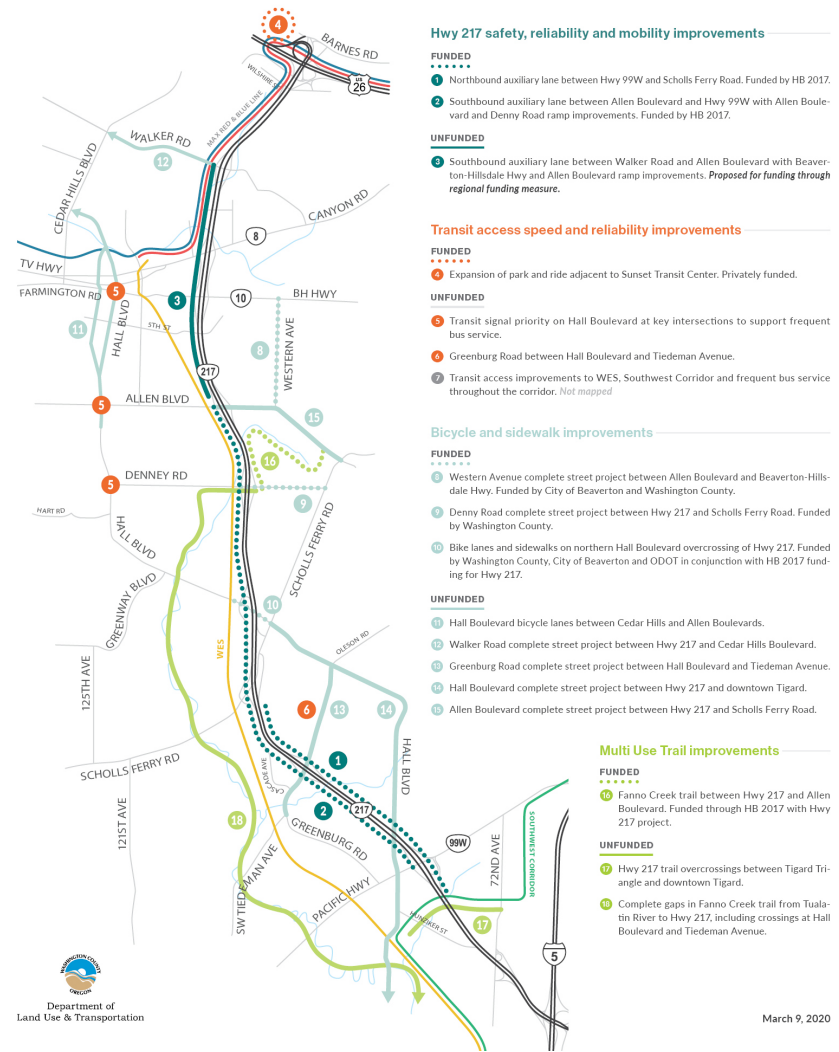 4
BARNES RD
WILSHIRE
US
26
MAX RED & BLUE LINE
WALKER RD
12
CEDAR HILLS BLVD
CANYON RD
8
TV HWY
FARMINGTON RD
5
3
10
BH HWY
HALL BLVD
5TH ST
11
8
WESTERN AVE
217
ALLEN BLVD
5
15
16
DENNEY RD
5
9
HART RD
HALL BLVD
SCHOLLS FERRY RD
GREENWAY BLVD
10
WES
OLESON RD
125TH AVE
6
13
14
SCHOLLS FERRY RD
1
CASCADE AVE
HALL BLVD
2
217
121ST AVE
18
GREENBURG RD
99W
72ND AVE
SOUTHWEST CORRIDOR
SW TIEDEMAN AVE
PACIFIC HWY
HUNZIKER ST
17
5
WASHINGTON COUNTY
OREGON
Department of
Land Use & Transportation
Hwy 217 safety, reliability and mobility improvements
FUNDED
1 Northbound auxiliary lane between Hwy 99W and Scholls Ferry Road. Funded by HB 2017.
2 Southbound auxiliary lane between Allen Boulevard and Hwy 99W with Allen Boule-
vard and Denny Road ramp improvements. Funded by HB 2017.
UNFUNDED
3 Southbound auxiliary lane between Walker Road and Allen Boulevard with Beaver-
ton-Hillsdale Hwy and Allen Boulevard ramp improvements. Proposed for funding through
regional funding measure.
Transit access speed and reliability improvements
FUNDED
4 Expansion of park and ride adjacent to Sunset Transit Center. Privately funded.
UNFUNDED
5 Transit signal priority on Hall Boulevard at key intersections to support frequent
bus service.
6 Greenburg Road between Hall Boulevard and Tiedeman Avenue.
7 Transit access improvements to WES, Southwest Corridor and frequent bus service
throughout the corridor. Not mapped
Bicycle and sidewalk improvements
FUNDED
8 Western Avenue complete street project between Allen Boulevard and Beaverton-Hills-
dale Hwy. Funded by City of Beaverton and Washington County.
9 Denny Road complete street project between Hwy 217 and Scholls Ferry Road. Funded
by Washington County.
10 Bike lanes and sidewalks on northern Hall Boulevard overcrossing of Hwy 217. Funded
by Washington County, City of Beaverton and ODOT in conjunction with HB 2017 fund-
ing for Hwy 217.
UNFUNDED
11 Hall Boulevard bicycle lanes between Cedar Hills and Allen Boulevards.
12 Walker Road complete street project between Hwy 217 and Cedar Hills Boulevard.
13 Greenburg Road complete street project between Hall Boulevard and Tiedeman Avenue.
14 Hall Boulevard complete street project between Hwy 217 and downtown Tigard.
15 Allen Boulevard complete street project between Hwy 217 and Scholls Ferry Road.
Multi Use Trail improvements
FUNDED
16 Fanno Creek trail between Hwy 217 and Allen
Boulevard. Funded through HB 2017 with Hwy
217 project.
UNFUNDED
17 Hwy 217 trail overcrossings between Tigard Tri-
angle and downtown Tigard.
18 Complete gaps in Fanno Creek trail from Tuala-
tin River to Hwy 217, including crossings at Hall
Boulevard and Tiedeman Avenue.
March 9, 2020